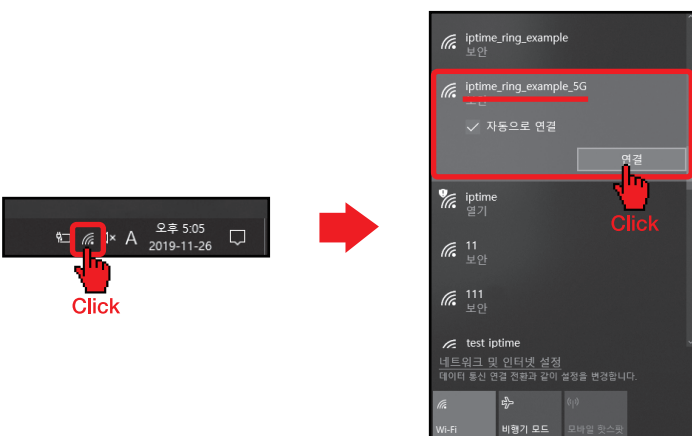 A
오후 5:05
2019-11-26
Click
iptime_ring_example
보안
iptime_ring_example_5G
보안
자동으로 연결
연결
Click
iptime
열기
11
보안
111
보안
test iptime
네트워크 및 인터넷 설정
데이터 통신 연결 전환과 같이 설정을 변경합니다.
Wi-Fi
비행기 모드
모바일 핫스팟